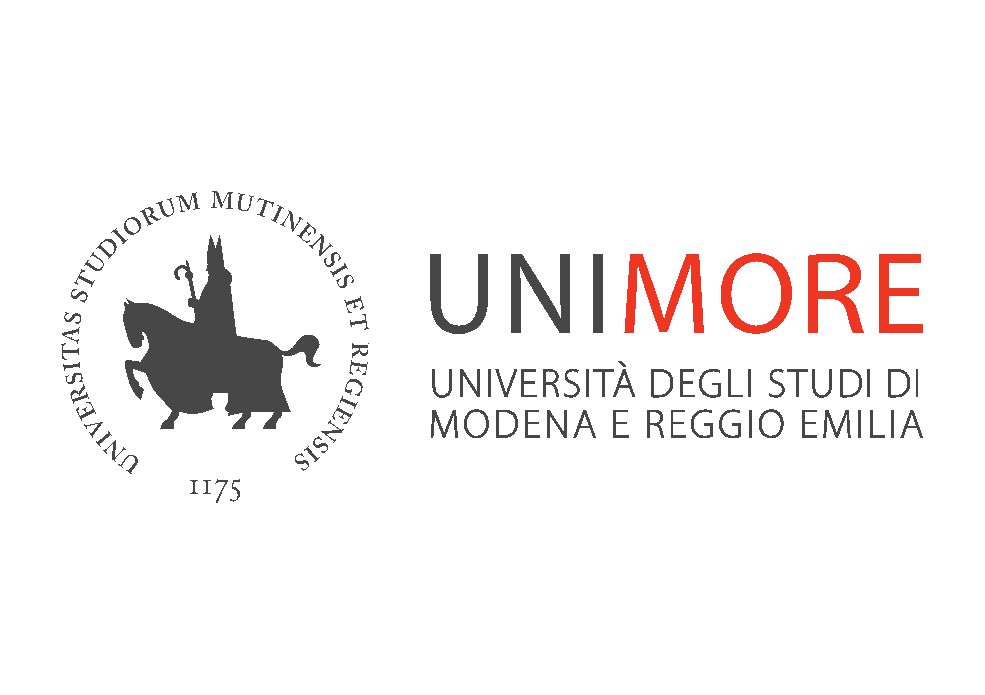 UNIVERSITAS STUDIORUM MUTINENSIS ET REGIENSIS
1175
UNIMORE
UNIVERSITÀ DEGLI STUDI DI
MODENA E REGGIO EMILIA